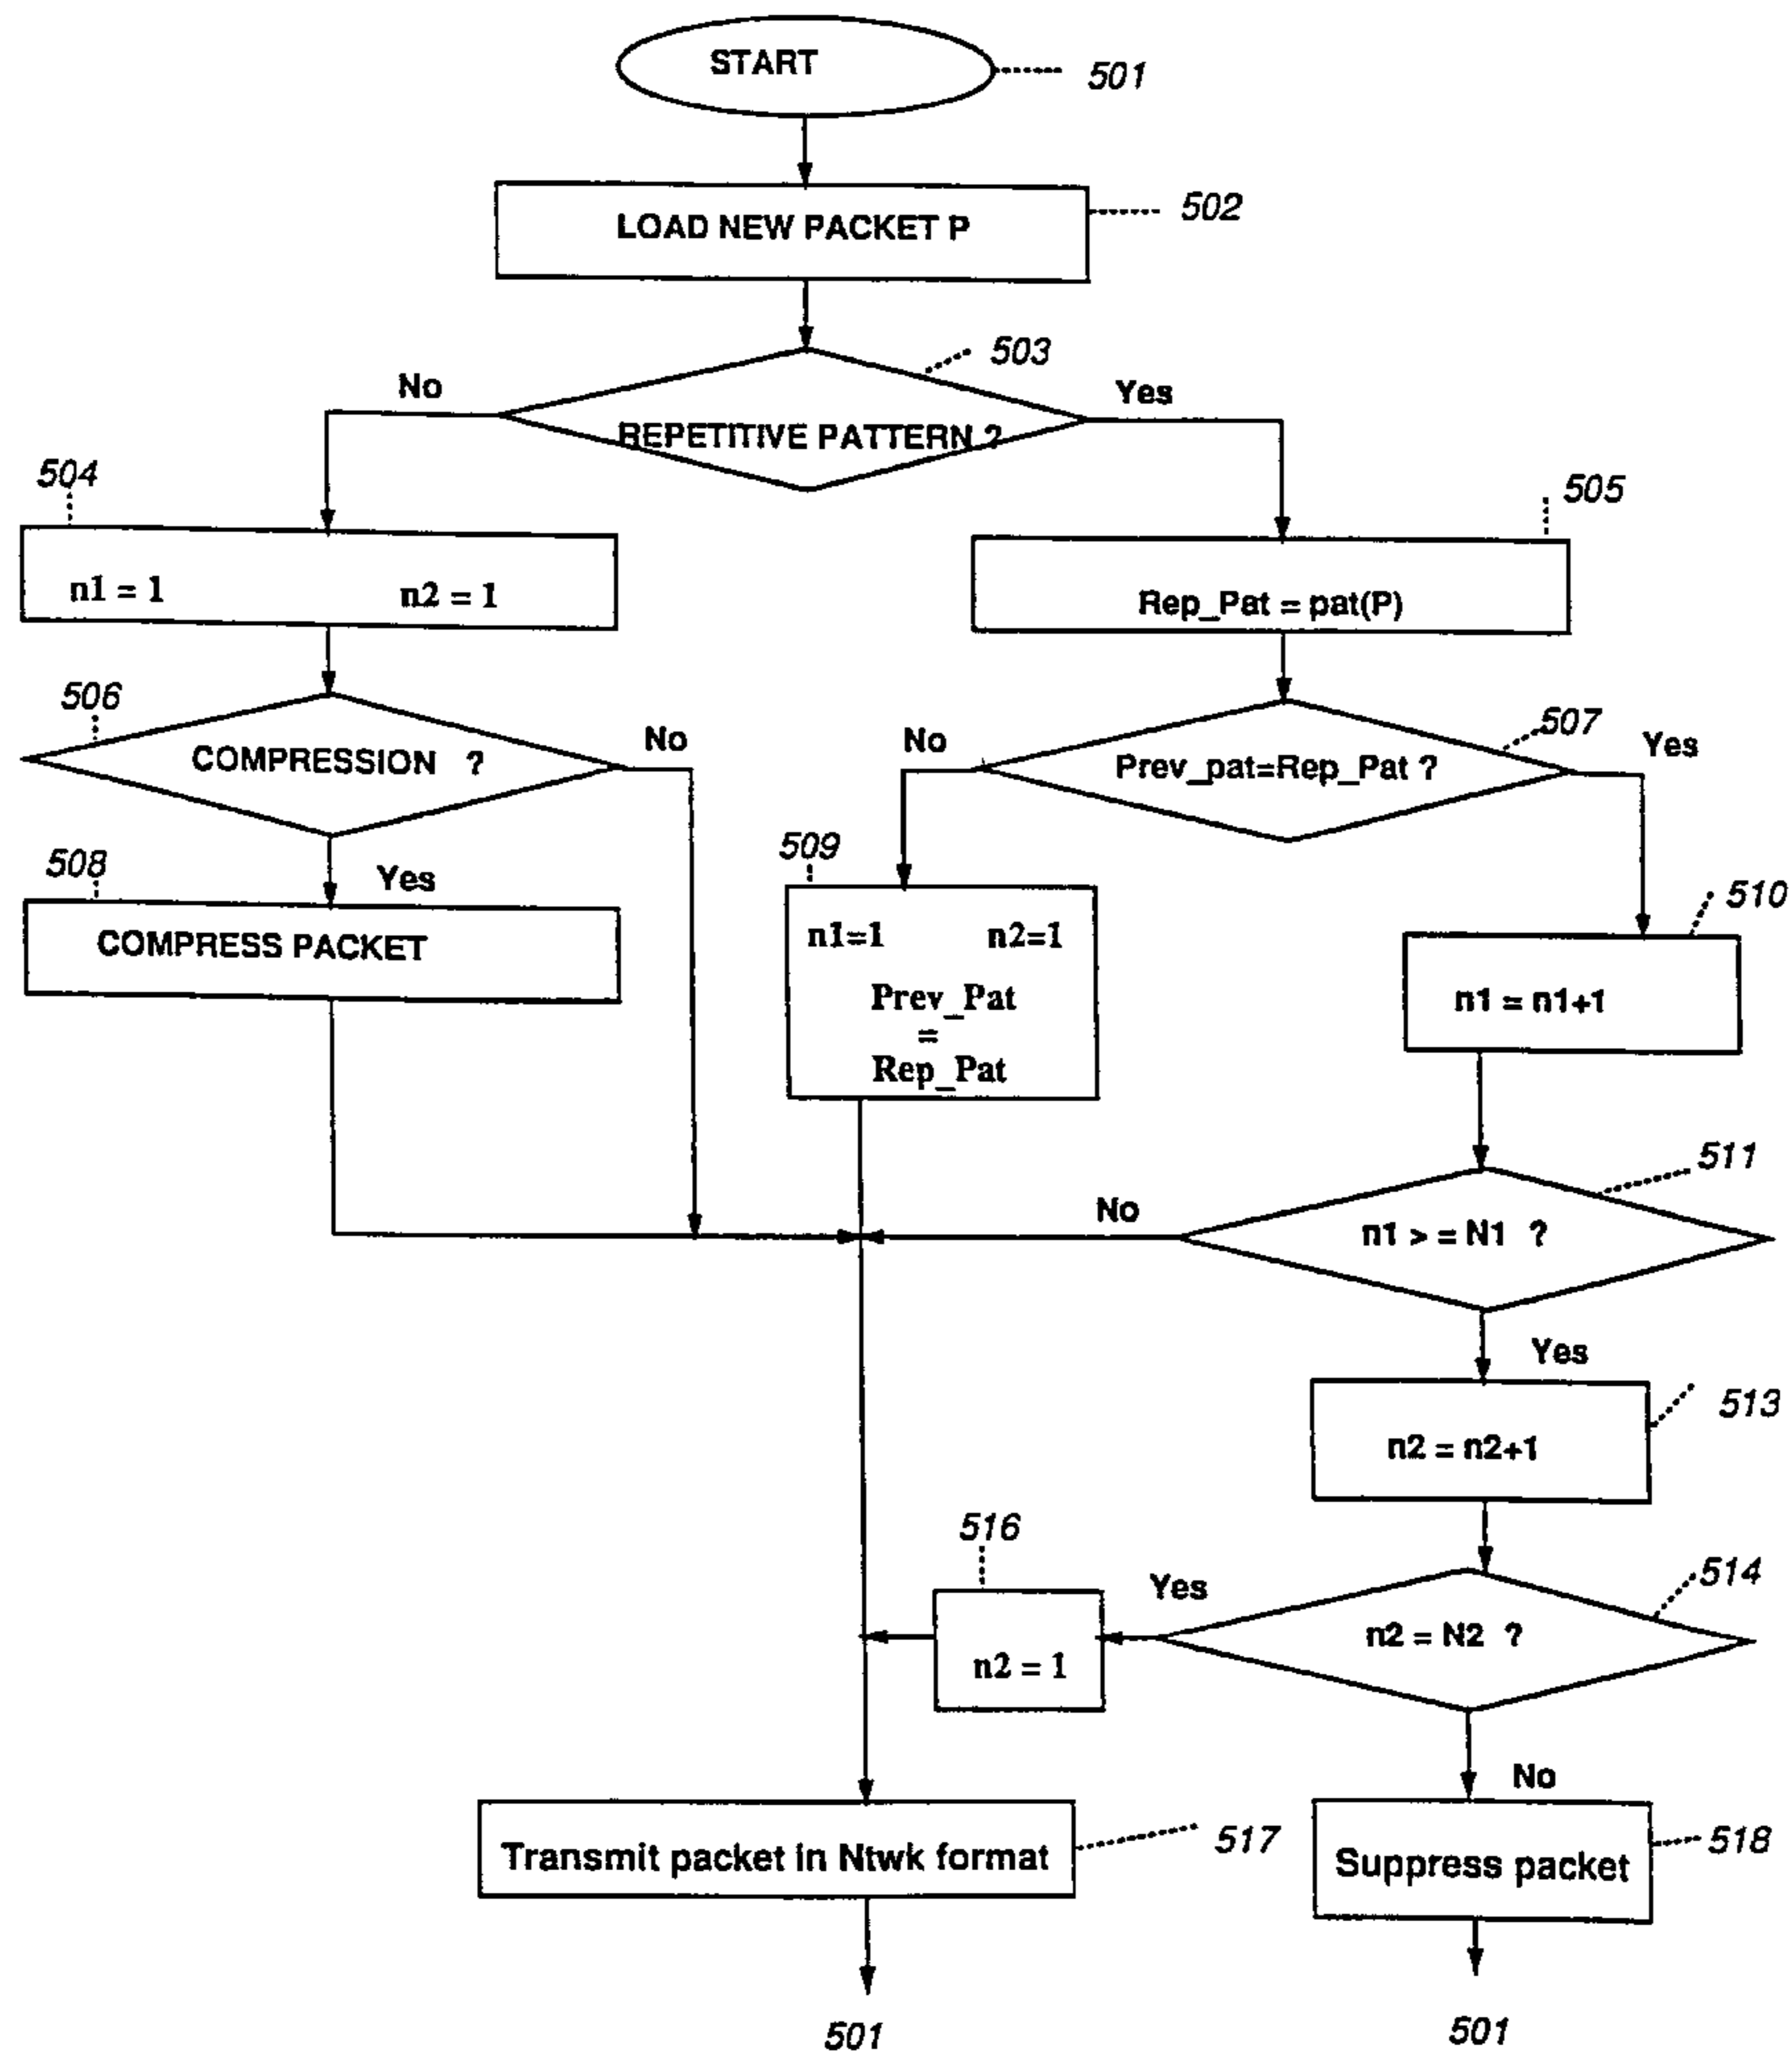 START
501
LOAD NEW PACKET P
502
503
No
Yes
REPETITIVE PATTERN ?
504
505
n1 = 1 n2 = 1
Rep_Pat = pat(P)
506
507
COMPRESSION ?
No
No
Prev_pat=Rep_Pat ?
Yes
508
Yes
509
510
COMPRESS PACKET
n1=1 n2=1
Prev_Pat
=
Rep_Pat
n1 = n1+1
511
No
n1 > = N1 ?
Yes
513
n2 = n2+1
516
514
Yes
n2 = N2 ?
n2 = 1
No
Transmit packet in Ntwk format
517
Suppress packet
518
501
501